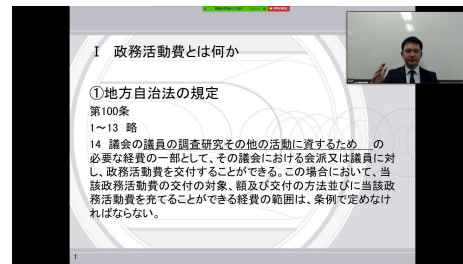 Ⅰ 政務活動費とは何か
①地方自治法の規定
第100条
1~13 略
14 議会の議員の調査研究その他の活動に資するため の
必要な経費の一部として、その議会における会派又は議員に対
し、政務活動費を交付することができる。この場合において、当
該政務活動費の交付の対象、額及び交付の方法並びに当該政
務活動費を充てることができる経費の範囲は、条例で定めなけ
ればならない。
1